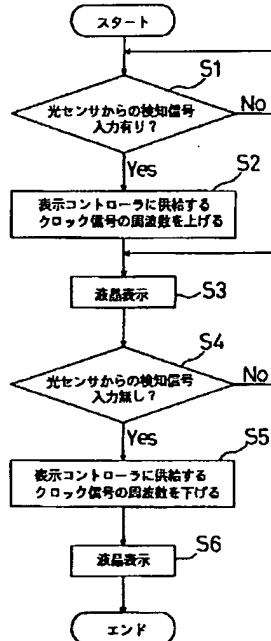 スタート
S1
光センサからの検知信号
入力有り?
No
Yes
S2
表示コントローラに供給する
クロック信号の周波数を上げる
液晶表示
S3
S4
光センサからの検知信号
入力無し?
No
Yes
S5
表示コントローラに供給する
クロック信号の周波数を下げる
液晶表示
S6
エンド